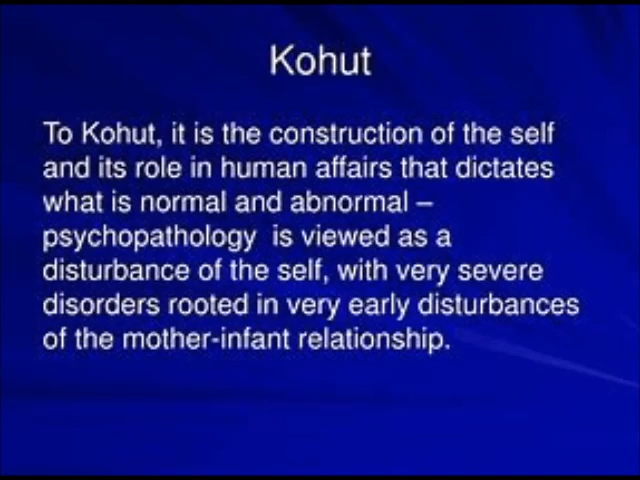 Kohut
To Kohut, it is the construction of the self
and its role in human affairs that dictates
what is normal and abnormal –
psychopathology  is viewed as a
disturbance of the self, with very severe
disorders rooted in very early disturbances
of the mother-infant relationship.